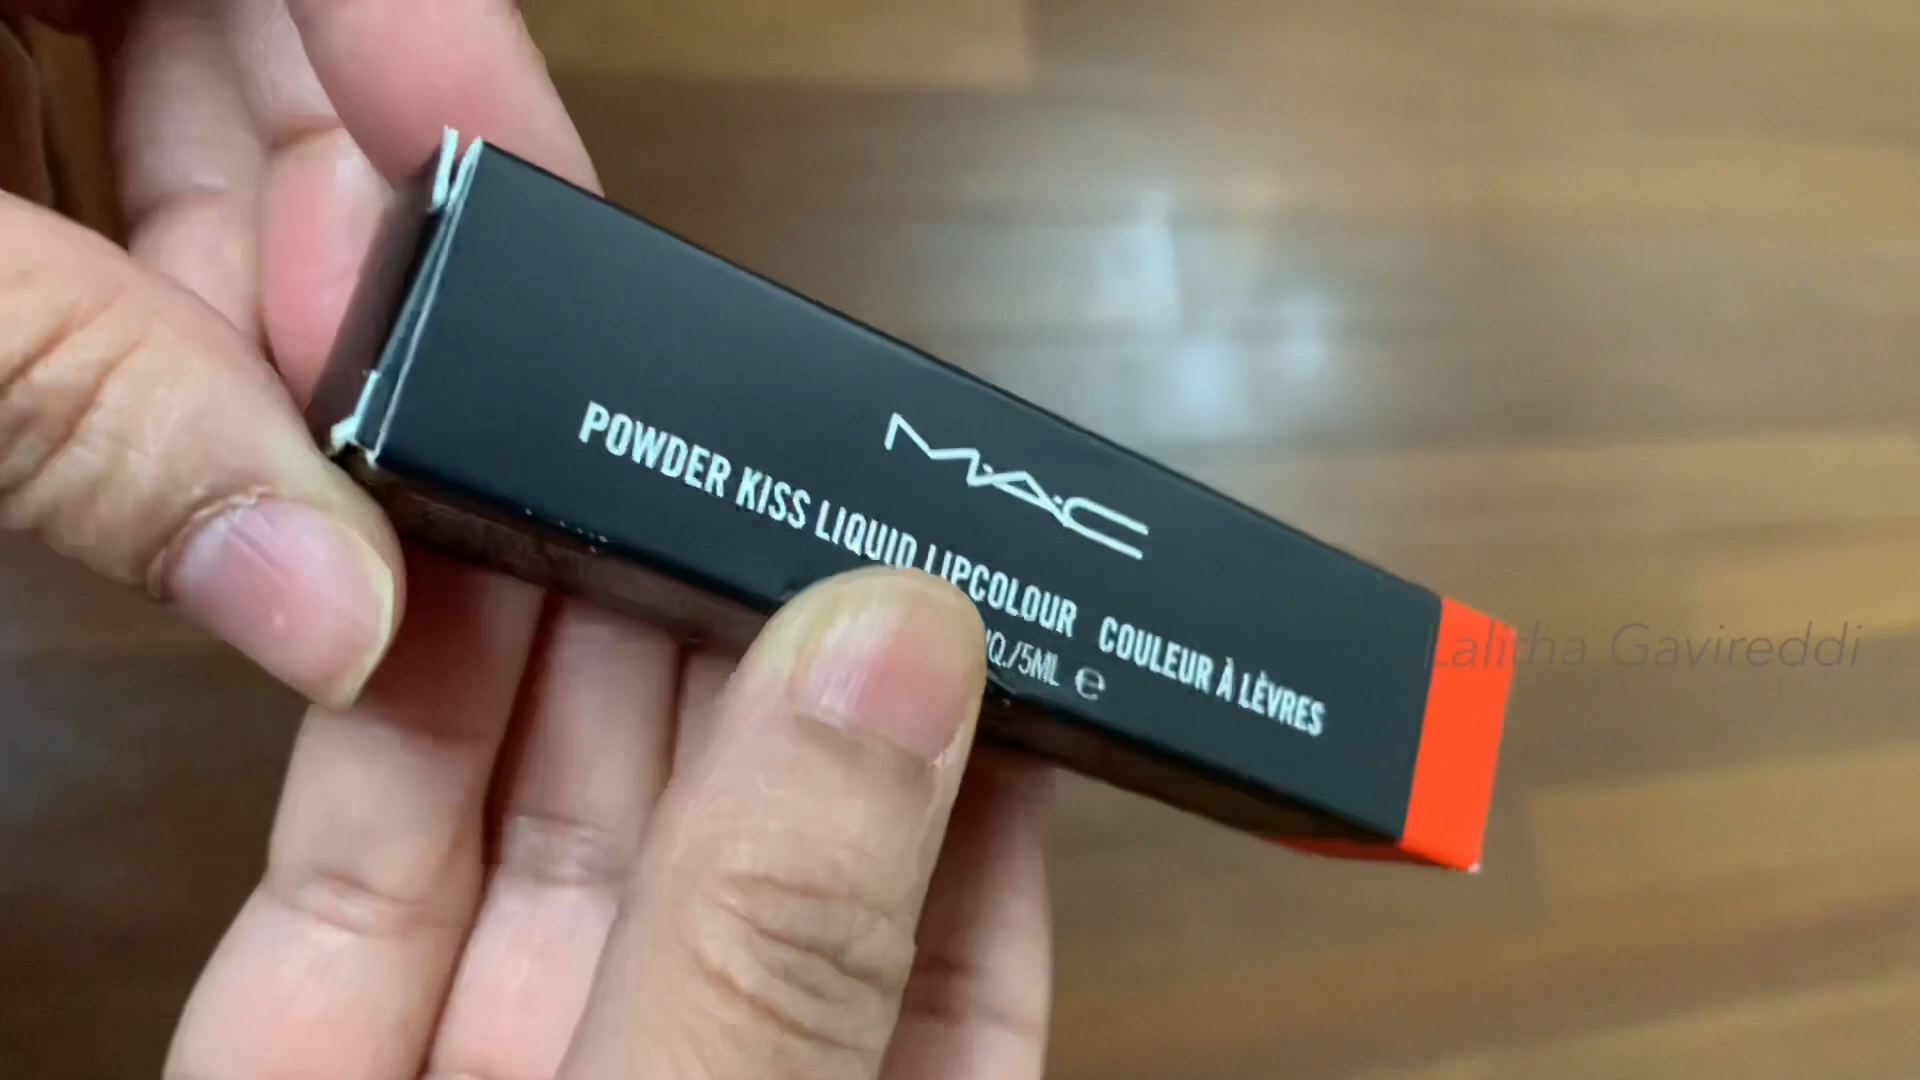 M·A·C
POWDER KISS LIQUID LIPCOLOUR COULEUR À LÈVRES
/5ML ℮
Lalitha Gavireddi